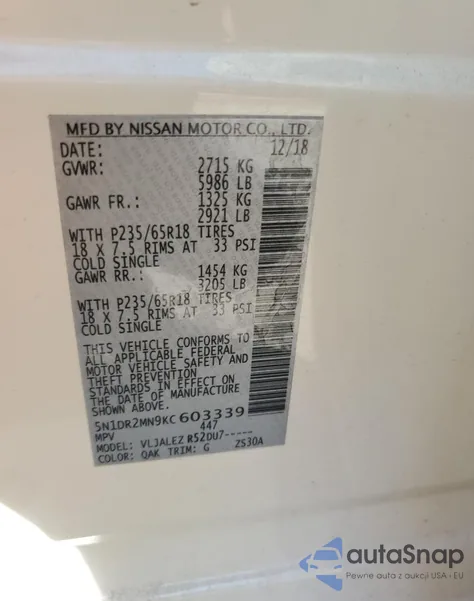 MFD BY NISSAN MOTOR CO., LTD.
DATE: 12/18
GVWR: 2715 KG
5986 LB
GAWR FR.: 1325 KG
2921 LB
WITH P235/65R18 TIRES
18 X 7.5 RIMS AT 33 PSI
COLD SINGLE
GAWR RR.: 1454 KG
3205 LB
WITH P235/65R18 TIRES
18 X 7.5 RIMS AT 33 PSI
COLD SINGLE
THIS VEHICLE CONFORMS TO
ALL APPLICABLE FEDERAL
MOTOR VEHICLE SAFETY AND
THEFT PREVENTION
STANDARDS IN EFFECT ON
THE DATE OF MANUFACTURE
SHOWN ABOVE.
5N1DR2MN9KC603339
MPV 447
MODEL: VLJALEZ R52DU7-----
COLOR: QAK TRIM: G ZS30A
autoSnap
Pewne auta z aukcji USA i EU